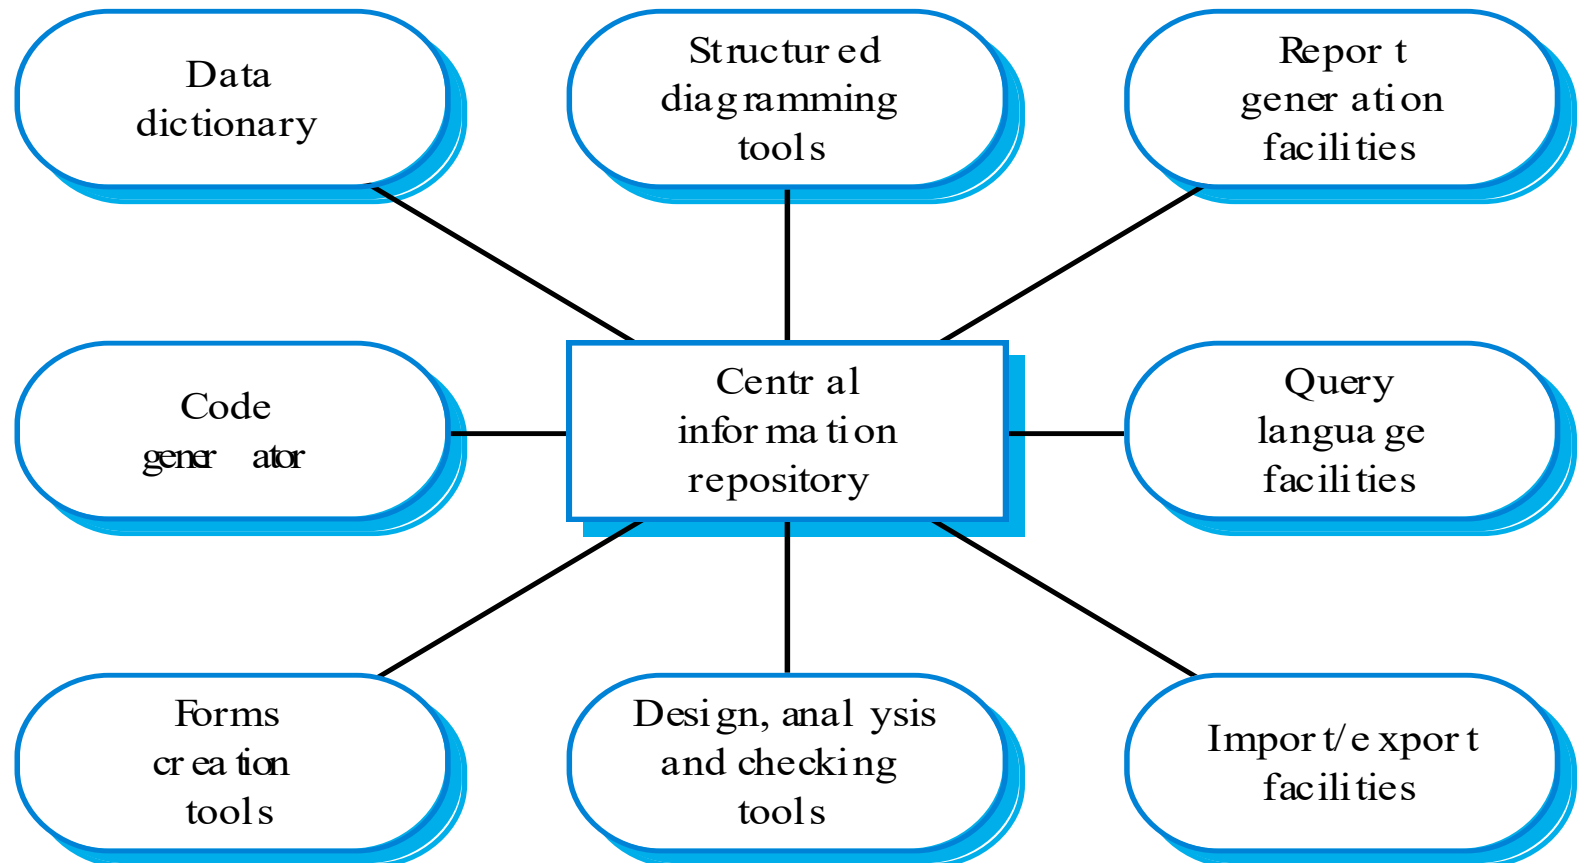 Data
dictionary
Structured
diagramming
tools
Report
generation
facilities
Code
generator
Central
information
repository
Query
language
facilities
Forms
creation
tools
Design, analysis
and checking
tools
Import/export
facilities